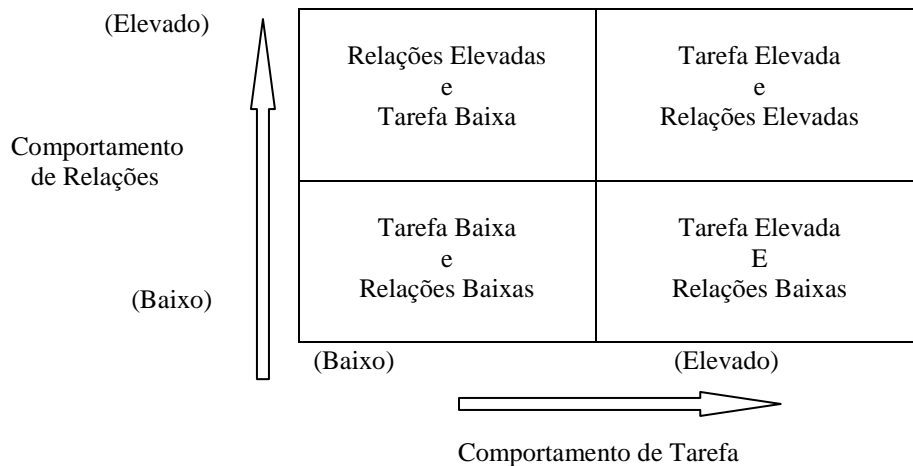 (Elevado)
Relações Elevadas
e
Tarefa Baixa
Tarefa Elevada
e
Relações Elevadas
Comportamento
de Relações
Tarefa Baixa
e
Relações Baixas
Tarefa Elevada
E
Relações Baixas
(Baixo)
(Baixo)
(Elevado)
Comportamento de Tarefa